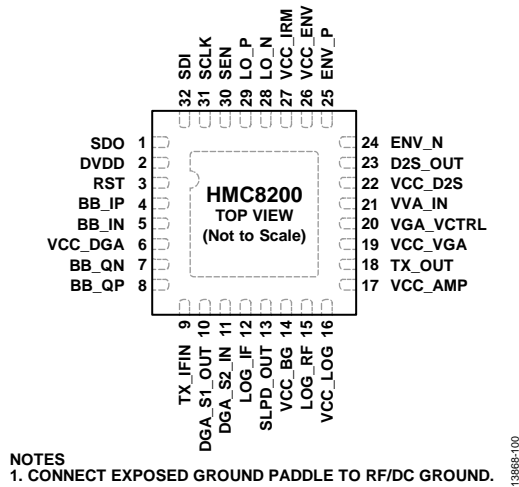 32 SDI
31 SCLK
30 SEN
29 LO_P
28 LO_N
27 VCC_IRM
26 VCC_ENV
25 ENV_P
SDO 1
DVDD 2
RST 3
BB_IP 4
BB_IN 5
VCC_DGA 6
BB_QN 7
BB_QP 8
HMC8200
TOP VIEW
(Not to Scale)
24 ENV_N
23 D2S_OUT
22 VCC_D2S
21 VVA_IN
20 VGA_VCTRL
19 VCC_VGA
18 TX_OUT
17 VCC_AMP
TX_IFIN 9
DGA_S1_OUT 10
DGA_S2_IN 11
LOG_IF 12
SLPD_OUT 13
VCC_BG 14
LOG_RF 15
VCC_LOG 16
NOTES
1. CONNECT EXPOSED GROUND PADDLE TO RF/DC GROUND.
13868-100